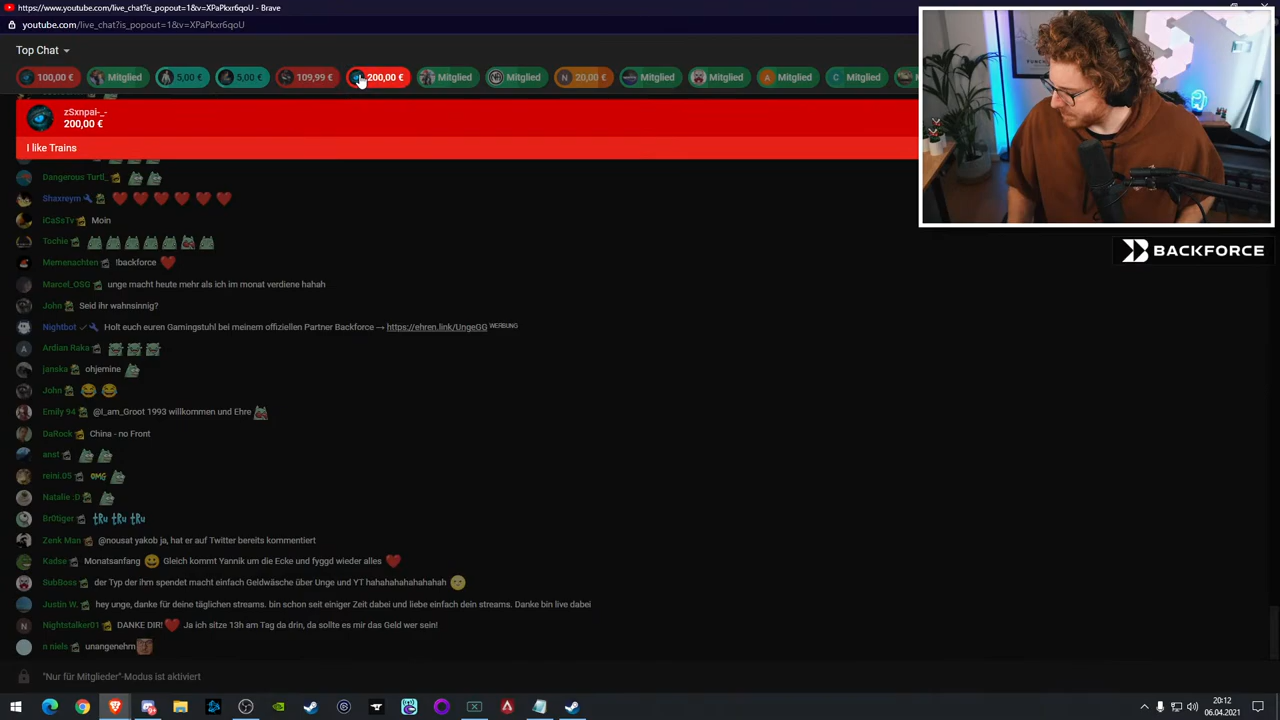 https://www.youtube.com/live_chat?is_popout=1&v=XPaPkxr6qoU - Brave
youtube.com/live_chat?is_popout=1&v=XPaPkxr6qoU
Top Chat
100,00 € Mitglied 5,00 € 5,00 € 109,99 € 200,00 € Mitglied Mitglied N 20,00 € Mitglied Mitglied A Mitglied C Mitglied
zSxnpai-_-
200,00 €
I like Trains
Dangerous Turtl_
Shaxreym
iCaSsTv Moin
Tochie
Memenachten !backforce
Marcel_OSG unge macht heute mehr als ich im monat verdiene hahah
John Seid ihr wahnsinnig?
Nightbot Holt euch euren Gamingstuhl bei meinem offiziellen Partner Backforce → https://ehren.link/UngeGG WERBUNG
A Ardian Raka
janska ohjemine
John
Emily 94 @I_am_Groot 1993 willkommen und Ehre
DaRock China - no Front
anst
reini.05 OMG
Natalie :D
Br0tiger tRu tRu tRu
Zenk Man @nousat yakob ja, hat er auf Twitter bereits kommentiert
Kadse Monatsanfang Gleich kommt Yannik um die Ecke und fyggd wieder alles
SubBoss der Typ der ihm spendet macht einfach Geldwäsche über Unge und YT hahahahahahahah
Justin W. hey unge, danke für deine täglichen streams. bin schon seit einiger Zeit dabei und liebe einfach dein streams. Danke bin live dabei
N Nightstalker01 DANKE DIR! Ja ich sitze 13h am Tag da drin, da sollte es mir das Geld wer sein!
n niels unangenehm
"Nur für Mitglieder"-Modus ist aktiviert
BACKFORCE
20:12
06.04.2021